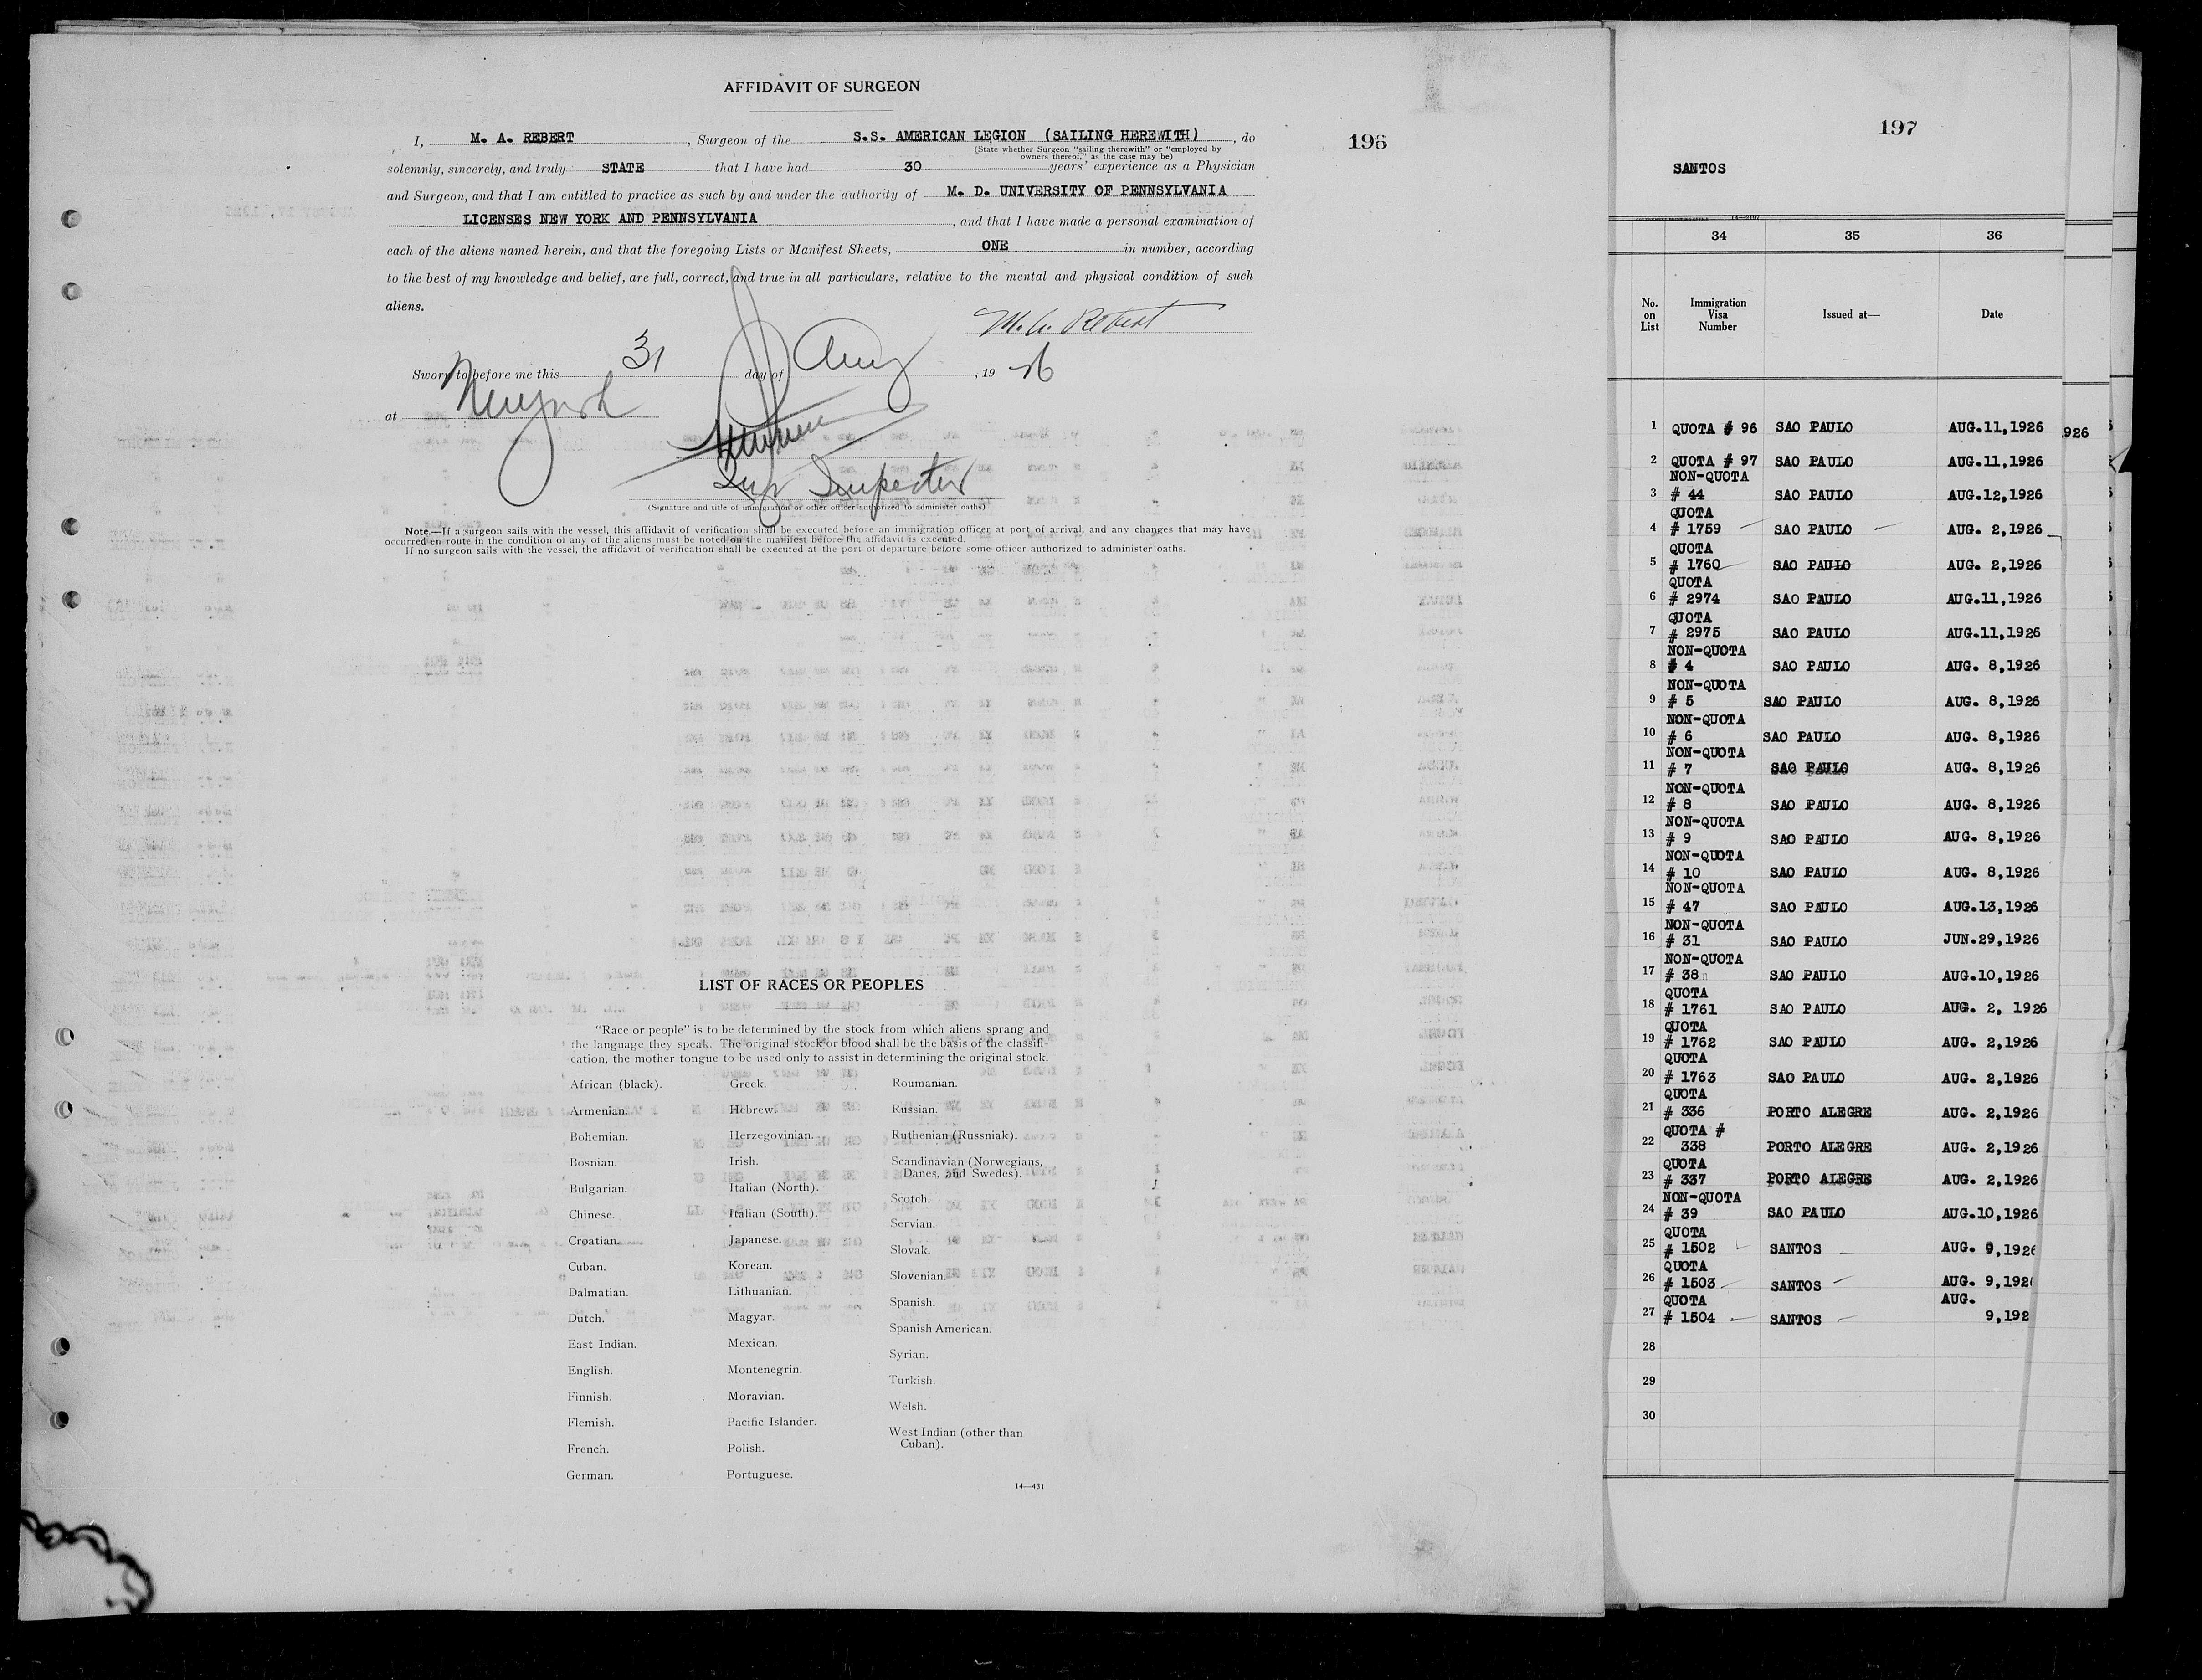 AFFIDAVIT OF SURGEON
I, M. A. REBERT, Surgeon of the S.S. AMERICAN LEGION (SAILING HEREWITH), do
(State whether Surgeon "sailing therewith" or "employed by
owners thereof," as the case may be)
solemnly, sincerely, and truly STATE that I have had 30 years' experience as a Physician
and Surgeon, and that I am entitled to practice as such by and under the authority of M. D. UNIVERSITY OF PENNSYLVANIA
LICENSES NEW YORK AND PENNSYLVANIA, and that I have made a personal examination of
each of the aliens named herein, and that the foregoing Lists or Manifest Sheets, ONE in number, according
to the best of my knowledge and belief, are full, correct, and true in all particulars, relative to the mental and physical condition of such
aliens.
M. A. Rebert
Sworn to before me this 31 day of Aug, 19 26
at New York
Inspector
(Signature and title of immigration or other officer authorized to administer oaths)
Note.—If a surgeon sails with the vessel, this affidavit of verification shall be executed before an immigration officer at port of arrival, and any changes that may have
occurred en route in the condition of any of the aliens must be noted on the manifest before the affidavit is executed.
If no surgeon sails with the vessel, the affidavit of verification shall be executed at the port of departure before some officer authorized to administer oaths.
196
LIST OF RACES OR PEOPLES
"Race or people" is to be determined by the stock from which aliens sprang and
the language they speak. The original stock or blood shall be the basis of the classifi-
cation, the mother tongue to be used only to assist in determining the original stock.
African (black).
Armenian.
Bohemian.
Bosnian.
Bulgarian.
Chinese.
Croatian.
Cuban.
Dalmatian.
Dutch.
East Indian.
English.
Finnish.
Flemish.
French.
German.
Greek.
Hebrew.
Herzegovinian.
Irish.
Italian (North).
Italian (South).
Japanese.
Korean.
Lithuanian.
Magyar.
Mexican.
Montenegrin.
Moravian.
Pacific Islander.
Polish.
Portuguese.
Roumanian.
Russian.
Ruthenian (Russniak).
Scandinavian (Norwegians,
Danes, and Swedes).
Scotch.
Servian.
Slovak.
Slovenian.
Spanish.
Spanish American.
Syrian.
Turkish.
Welsh.
West Indian (other than
Cuban).
14—431
197
SANTOS
34 35 36
No. on List Immigration Visa Number Issued at— Date
1 QUOTA # 96 SAO PAULO AUG.11,1926
2 QUOTA # 97 SAO PAULO AUG.11,1926
NON-QUOTA
3 # 44 SAO PAULO AUG.12,1926
QUOTA
4 # 1759 SAO PAULO AUG. 2,1926
QUOTA
5 # 1760 SAO PAULO AUG. 2,1926
QUOTA
6 # 2974 SAO PAULO AUG.11,1926
QUOTA
7 # 2975 SAO PAULO AUG.11,1926
NON-QUOTA
8 # 4 SAO PAULO AUG. 8,1926
NON-QUOTA
9 # 5 SAO PAULO AUG. 8,1926
NON-QUOTA
10 # 6 SAO PAULO AUG. 8,1926
NON-QUOTA
11 # 7 SAO PAULO AUG. 8,1926
NON-QUOTA
12 # 8 SAO PAULO AUG. 8,1926
NON-QUOTA
13 # 9 SAO PAULO AUG. 8,1926
NON-QUOTA
14 # 10 SAO PAULO AUG. 8,1926
NON-QUOTA
15 # 47 SAO PAULO AUG.13,1926
NON-QUOTA
16 # 31 SAO PAULO JUN.29,1926
NON-QUOTA
17 # 38 SAO PAULO AUG.10,1926
QUOTA
18 # 1761 SAO PAULO AUG. 2, 1926
QUOTA
19 # 1762 SAO PAULO AUG. 2,1926
QUOTA
20 # 1763 SAO PAULO AUG. 2,1926
QUOTA
21 # 336 PORTO ALEGRE AUG. 2,1926
QUOTA #
22 338 PORTO ALEGRE AUG. 2,1926
QUOTA
23 # 337 PORTO ALEGRE AUG. 2,1926
NON-QUOTA
24 # 39 SAO PAULO AUG.10,1926
QUOTA
25 # 1502 SANTOS AUG. 9,1926
QUOTA
26 # 1503 SANTOS AUG. 9,192
QUOTA AUG.
27 # 1504 SANTOS 9,192
28
29
30
926